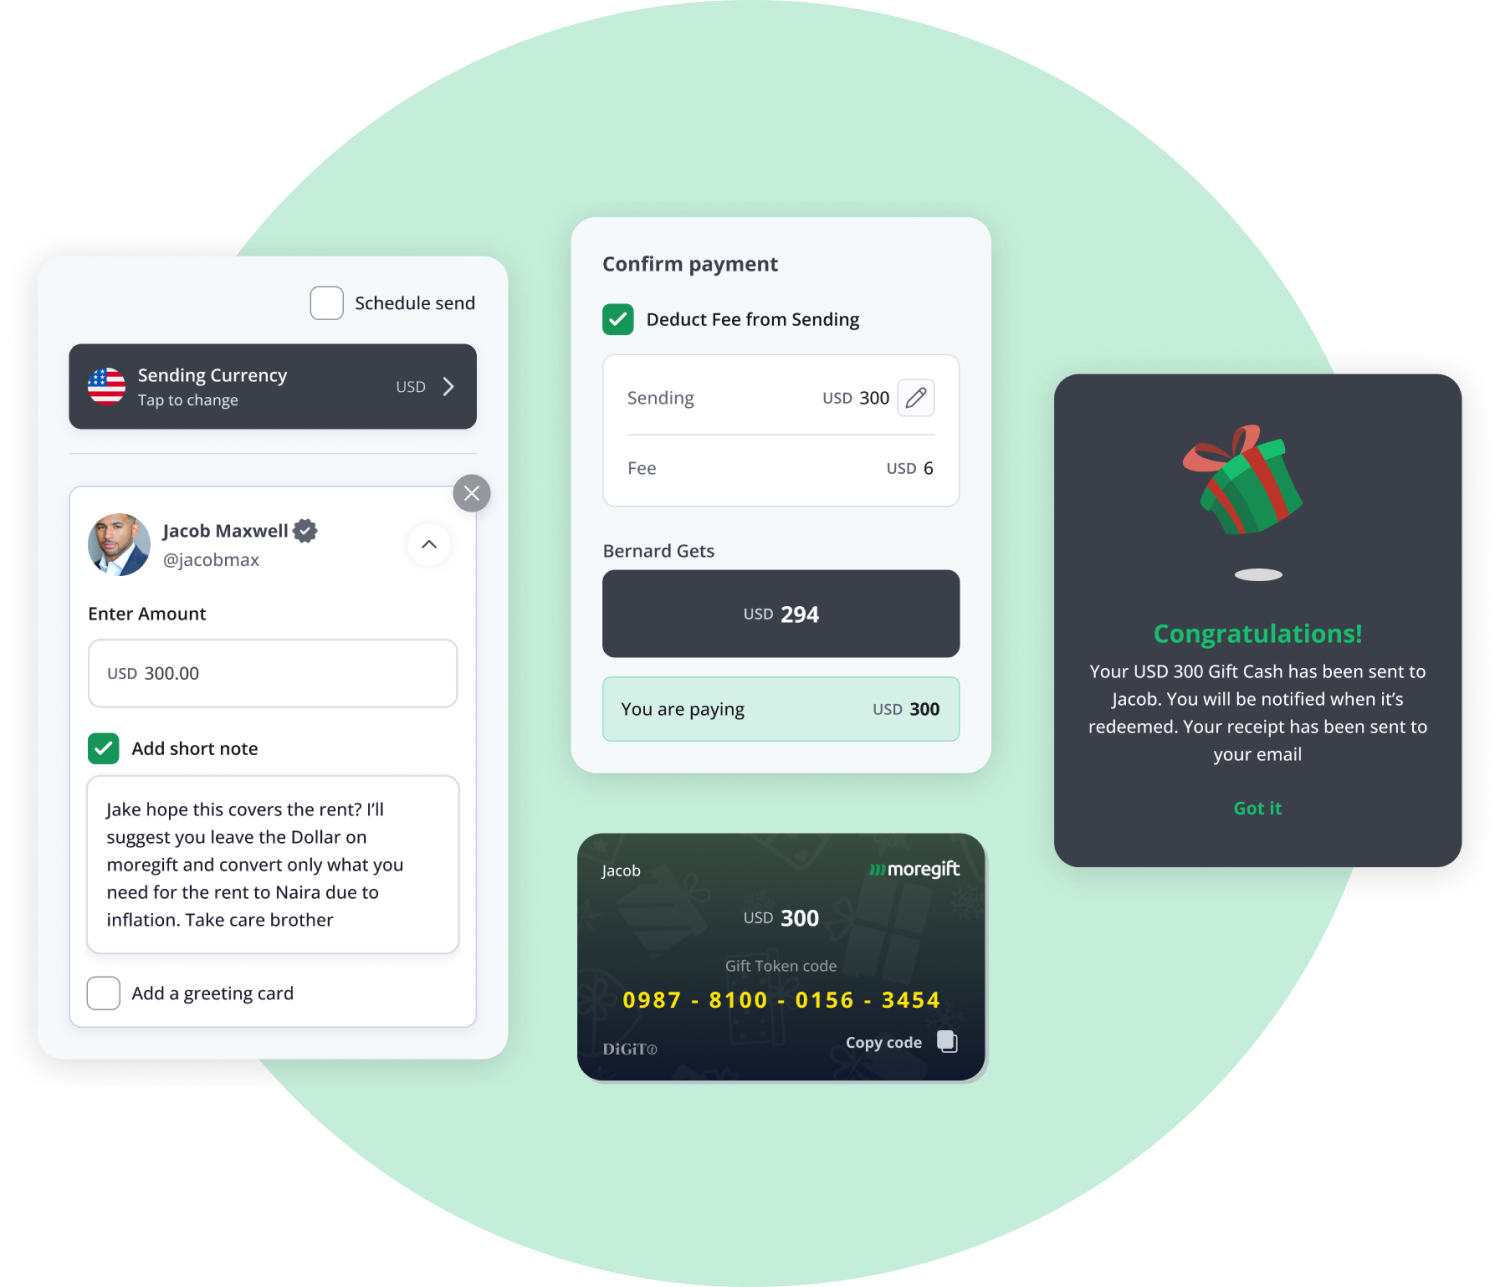 Schedule send
Sending Currency
Tap to change
USD
Jacob Maxwell
@jacobmax
Enter Amount
USD 300.00
Add short note
Jake hope this covers the rent? I’ll
suggest you leave the Dollar on
moregift and convert only what you
need for the rent to Naira due to
inflation. Take care brother
Add a greeting card
Confirm payment
Deduct Fee from Sending
Sending USD 300
Fee USD 6
Bernard Gets
USD 294
You are paying USD 300
Jacob
moregift
USD 300
Gift Token code
0987 - 8100 - 0156 - 3454
Copy code
DiGiT
Congratulations!
Your USD 300 Gift Cash has been sent to
Jacob. You will be notified when it’s
redeemed. Your receipt has been sent to
your email
Got it